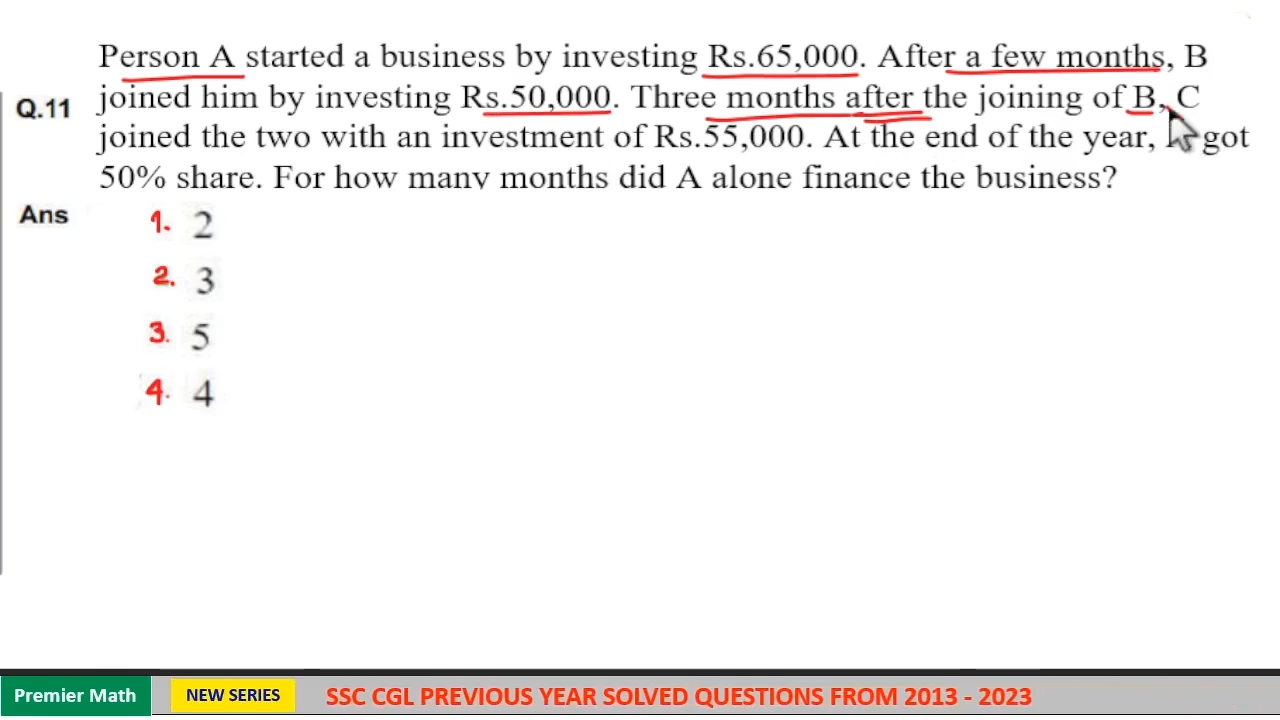 Person A started a business by investing Rs.65,000. After a few months, B
Q.11
joined him by investing Rs.50,000. Three months after the joining of B, C
joined the two with an investment of Rs.55,000. At the end of the year, got
50% share. For how many months did A alone finance the business?
Ans
1. 2
2. 3
3. 5
4. 4
Premier Math
NEW SERIES
SSC CGL PREVIOUS YEAR SOLVED QUESTIONS FROM 2013 - 2023